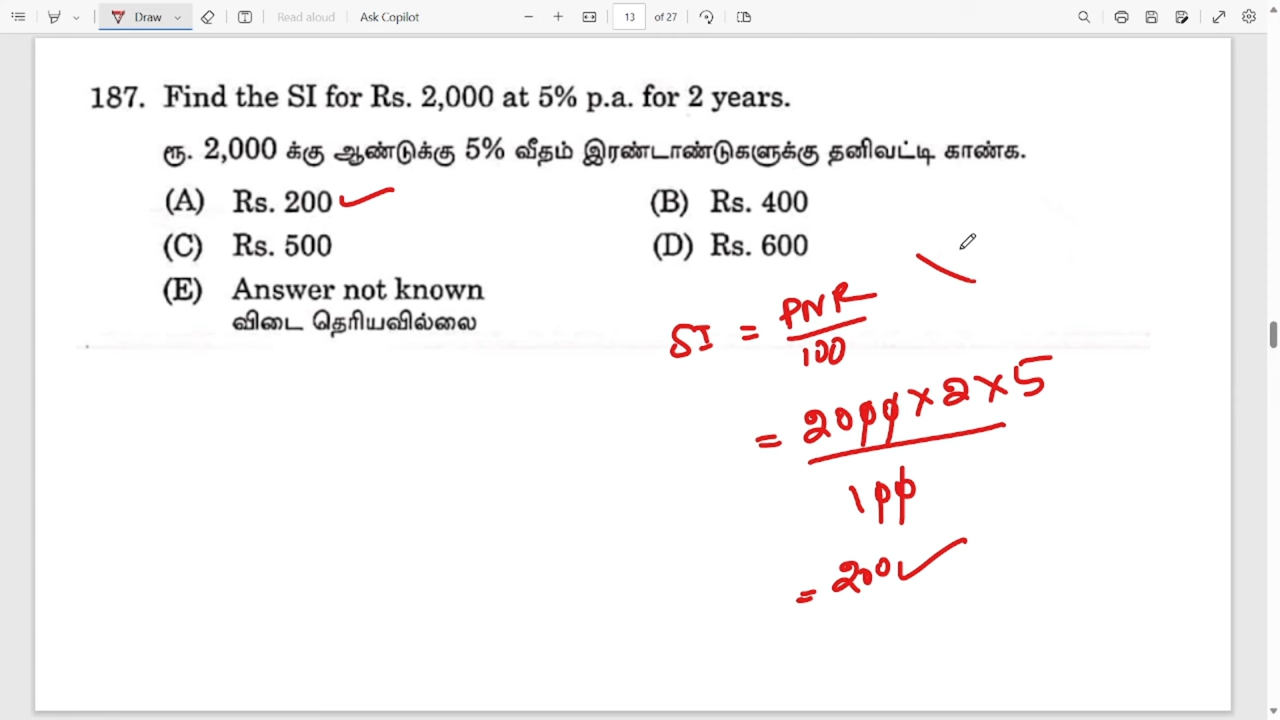 Draw
Read aloud
Ask Copilot
13
of 27
187. Find the SI for Rs. 2,000 at 5% p.a. for 2 years.
ரூ. 2,000 க்கு ஆண்டுக்கு 5% வீதம் இரண்டாண்டுகளுக்கு தனிவட்டி காண்க.
(A) Rs. 200
(B) Rs. 400
(C) Rs. 500
(D) Rs. 600
(E) Answer not known
விடை தெரியவில்லை
SI = PNR
100
= 2000 × 2 × 5
100
= 200